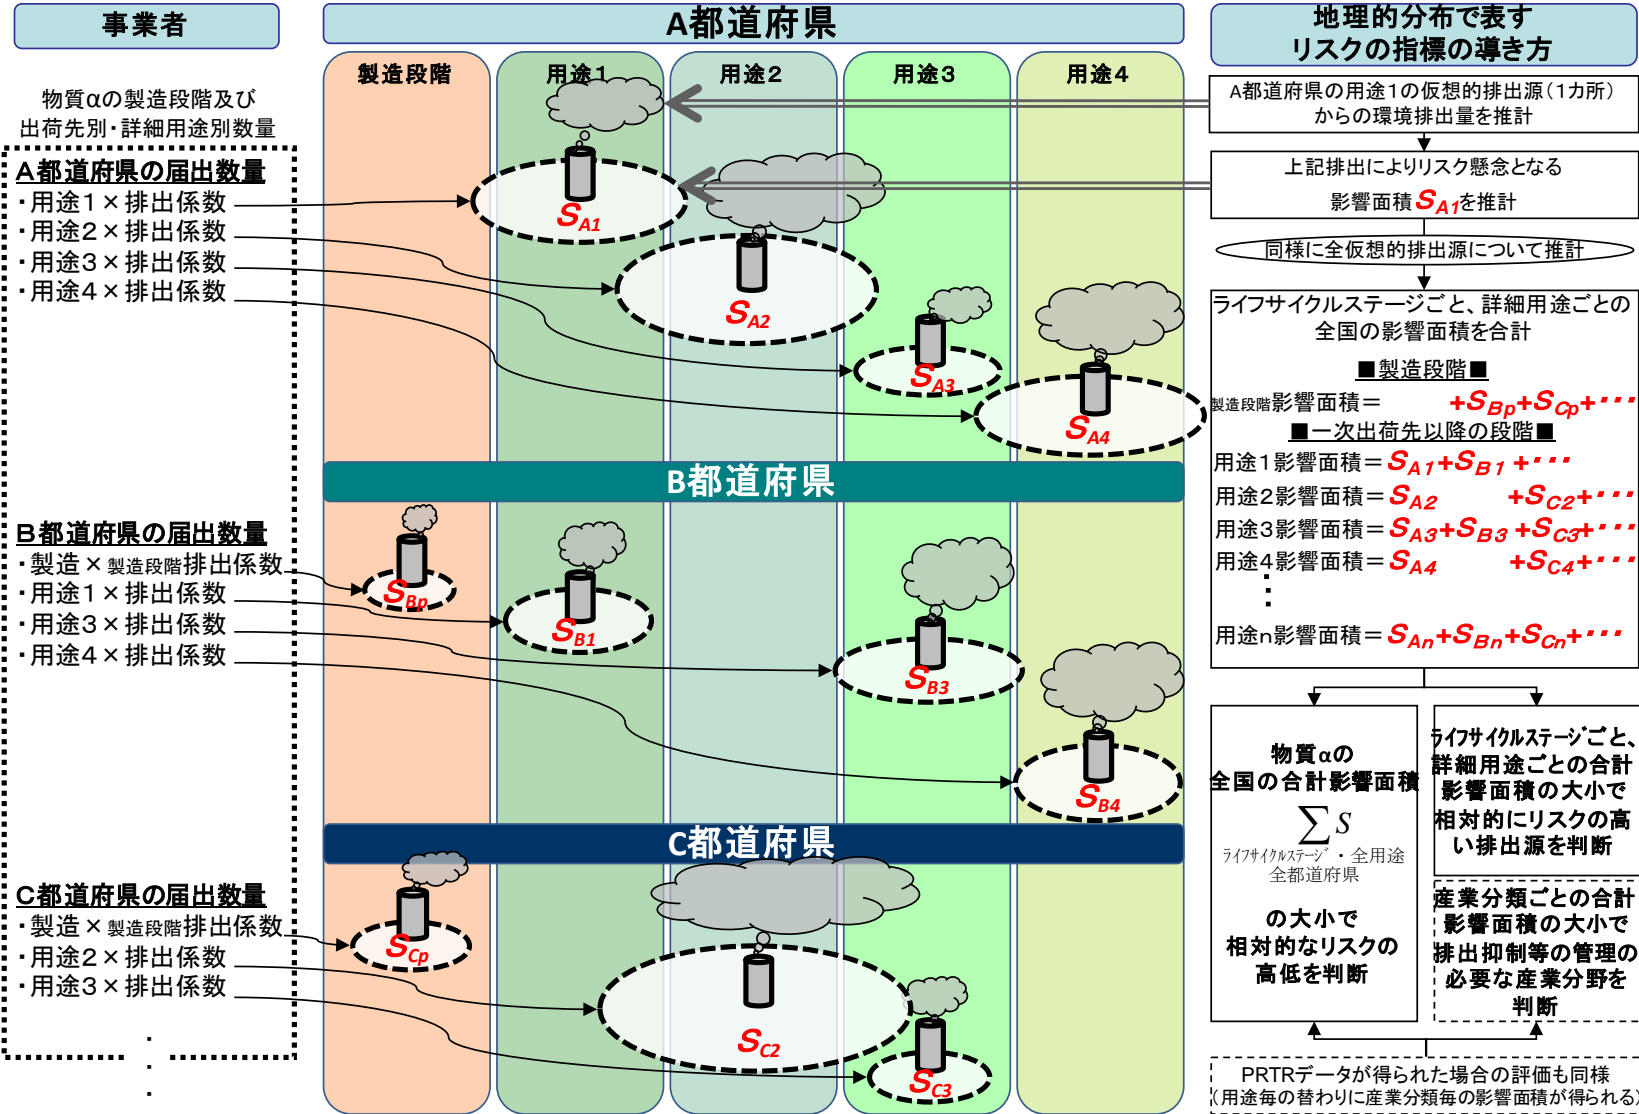 事業者
物質αの製造段階及び
出荷先別・詳細用途別数量
A都道府県の届出数量
・用途1×排出係数
・用途2×排出係数
・用途3×排出係数
・用途4×排出係数
B都道府県の届出数量
・製造×製造段階排出係数
・用途1×排出係数
・用途3×排出係数
・用途4×排出係数
C都道府県の届出数量
・製造×製造段階排出係数
・用途2×排出係数
・用途3×排出係数
・
・
・
A都道府県
製造段階
用途1
用途2
用途3
用途4
SA1
SA2
SA3
SA4
B都道府県
SBp
SB1
SB3
SB4
C都道府県
SCp
SC2
SC3
地理的分布で表す
リスクの指標の導き方
A都道府県の用途1の仮想的排出源(1カ所)
からの環境排出量を推計
上記排出によりリスク懸念となる
影響面積SA1を推計
同様に全仮想的排出源について推計
ライフサイクルステージごと、詳細用途ごとの
全国の影響面積を合計
■製造段階■
製造段階影響面積= +SBp+SCp+・・・
■一次出荷先以降の段階■
用途1影響面積=SA1+SB1 +・・・
用途2影響面積=SA2 +SC2+・・・
用途3影響面積=SA3+SB3 +SC3+・・・
用途4影響面積=SA4 +SC4+・・・
⋮
用途n影響面積=SAn+SBn+SCn+・・・
物質αの
全国の合計影響面積
∑S
ライフサイクルステージ・全用途
全都道府県
の大小で
相対的なリスクの
高低を判断
ライフサイクルステージごと、
詳細用途ごとの合計
影響面積の大小で
相対的にリスクの高
い排出源を判断
産業分類ごとの合計
影響面積の大小で
排出抑制等の管理の
必要な産業分野を
判断
PRTRデータが得られた場合の評価も同様
(用途毎の替わりに産業分類毎の影響面積が得られる)